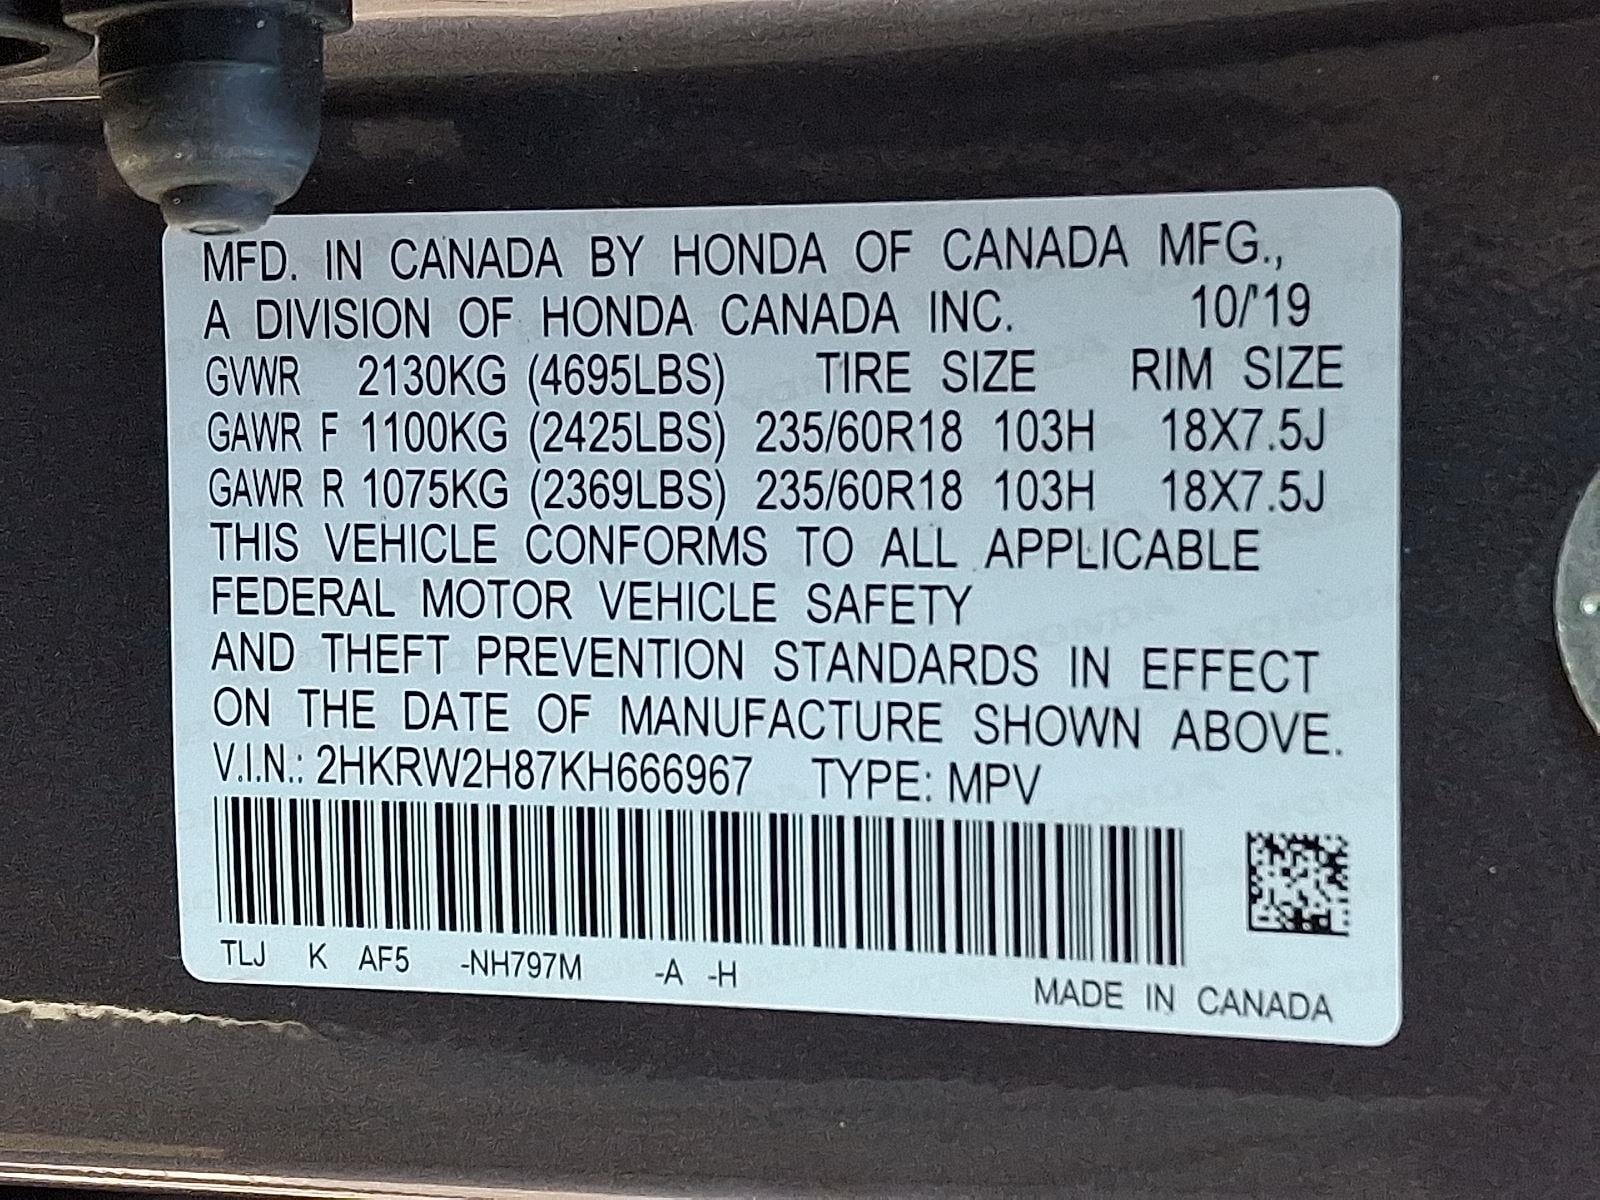 MFD. IN CANADA BY HONDA OF CANADA MFG.,
A DIVISION OF HONDA CANADA INC. 10/'19
GVWR 2130KG (4695LBS) TIRE SIZE RIM SIZE
GAWR F 1100KG (2425LBS) 235/60R18 103H 18X7.5J
GAWR R 1075KG (2369LBS) 235/60R18 103H 18X7.5J
THIS VEHICLE CONFORMS TO ALL APPLICABLE
FEDERAL MOTOR VEHICLE SAFETY
AND THEFT PREVENTION STANDARDS IN EFFECT
ON THE DATE OF MANUFACTURE SHOWN ABOVE.
V.I.N.: 2HKRW2H87KH666967 TYPE: MPV
TLJ K AF5 -NH797M -A -H
MADE IN CANADA